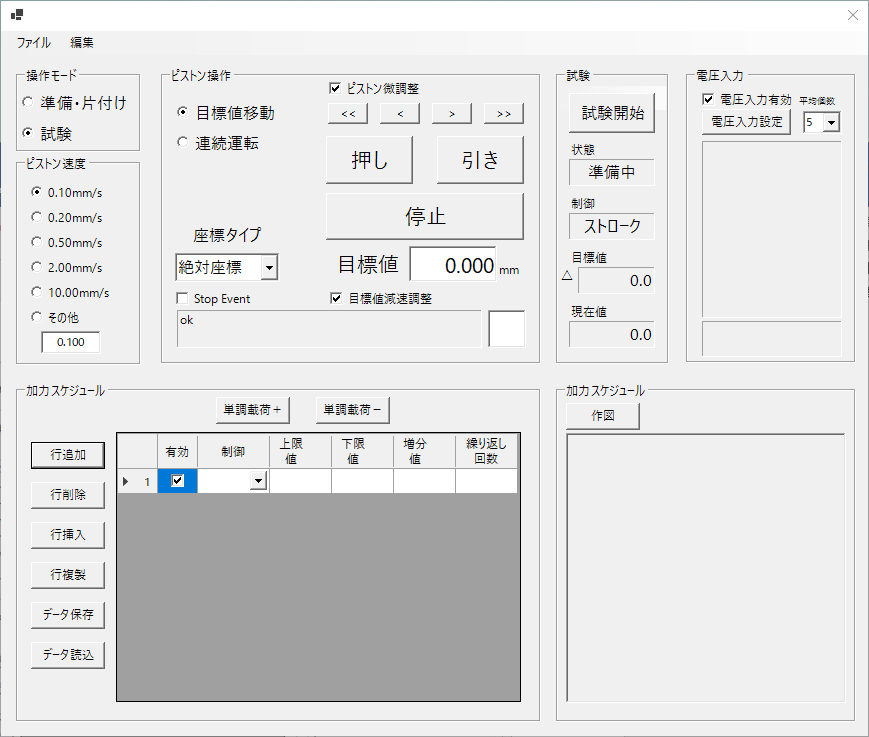 ファイル 編集
操作モード
準備・片付け
試験
ピストン速度
0.10mm/s
0.20mm/s
0.50mm/s
2.00mm/s
10.00mm/s
その他
0.100
ピストン操作
目標値移動
連続運転
ピストン微調整
<< < > >>
押し 引き
停止
座標タイプ
絶対座標
目標値 0.000 mm
Stop Event
目標値減速調整
ok
試験
試験開始
状態
準備中
制御
ストローク
目標値
△ 0.0
現在値
0.0
電圧入力
電圧入力有効 平均個数
電圧入力設定 5
加力スケジュール
単調載荷+ 単調載荷−
行追加
行削除
行挿入
行複製
データ保存
データ読込
有効 制御 上限値 下限値 増分値 繰り返し回数
1
加力スケジュール
作図